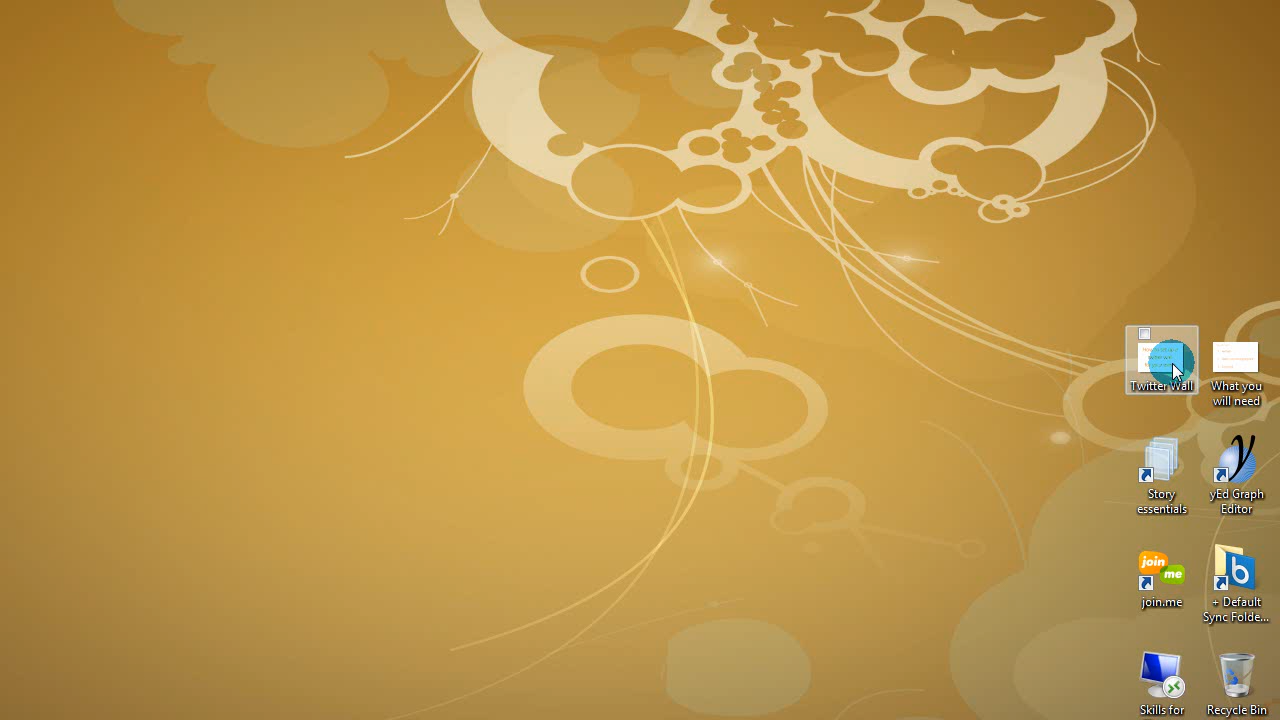 Twitter Wall
What you
will need
Story
essentials
yEd Graph
Editor
join
me
join.me
b
+ Default
Sync Folde...
Skills for
Recycle Bin